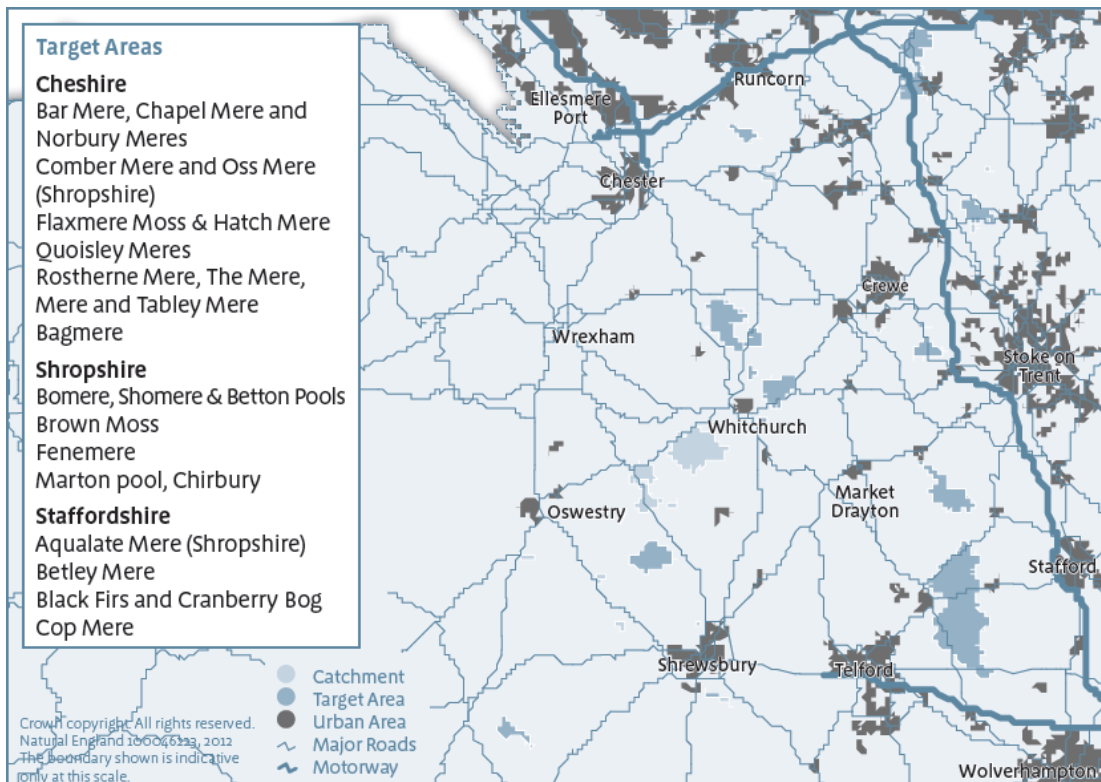 Target Areas
Cheshire
Bar Mere, Chapel Mere and
Norbury Meres
Comber Mere and Oss Mere
(Shropshire)
Flaxmere Moss & Hatch Mere
Quoisley Meres
Rostherne Mere, The Mere,
Mere and Tabley Mere
Bagmere
Shropshire
Bomere, Shomere & Betton Pools
Brown Moss
Fenemere
Marton pool, Chirbury
Staffordshire
Aqualate Mere (Shropshire)
Betley Mere
Black Firs and Cranberry Bog
Cop Mere
Runcorn
Ellesmere
Port
Chester
Crewe
Wrexham
Stoke on
Trent
Whitchurch
Market
Drayton
Oswestry
Stafford
Shrewsbury
Telford
Wolverhampton
Catchment
Target Area
Urban Area
Major Roads
Motorway
Crown copyright. All rights reserved.
Natural England 100046223, 2012
The boundary shown is indicative
only at this scale.